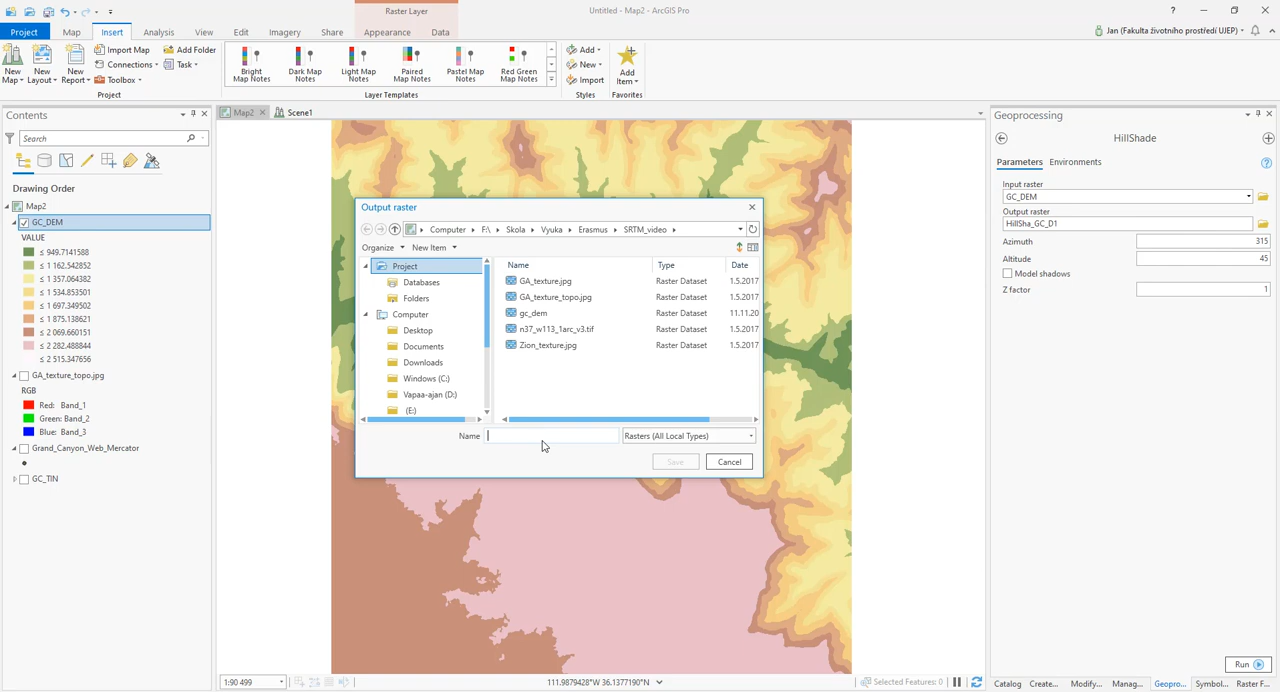 Raster Layer
Untitled - Map2 - ArcGIS Pro
?
Project Map Insert Analysis View Edit Imagery Share Appearance Data
Jan (Fakulta životního prostředí UJEP)
New Map
New Layout
New Report
Import Map
Connections
Toolbox
Add Folder
Task
Project
Bright Map Notes
Dark Map Notes
Light Map Notes
Paired Map Notes
Pastel Map Notes
Red Green Map Notes
Layer Templates
Add
New
Import
Styles
Add Item
Favorites
Contents
Search
Drawing Order
Map2
GC_DEM
VALUE
≤ 949.7141588
≤ 1 162.542852
≤ 1 357.064382
≤ 1 534.853501
≤ 1 697.349502
≤ 1 875.138621
≤ 2 069.660151
≤ 2 282.488844
≤ 2 515.347656
GA_texture_topo.jpg
RGB
Red: Band_1
Green: Band_2
Blue: Band_3
Grand_Canyon_Web_Mercator
GC_TIN
Map2
Scene1
Output raster
Computer F:\ Skola Vyuka Erasmus SRTM_video
Organize New Item
Project
Databases
Folders
Computer
Desktop
Documents
Downloads
Windows (C:)
Vapaa-ajan (D:)
(E:)
Name Type Date
GA_texture.jpg Raster Dataset 1.5.2017
GA_texture_topo.jpg Raster Dataset 1.5.2017
gc_dem Raster Dataset 11.11.20
n37_w113_1arc_v3.tif Raster Dataset 1.5.2017
Zion_texture.jpg Raster Dataset 1.5.2017
Name
Rasters (All Local Types)
Save Cancel
1:90 499
111.9879428°W 36.1377190°N
Selected Features: 0
Geoprocessing
HillShade
Parameters Environments
?
Input raster
GC_DEM
Output raster
HillSha_GC_D1
Azimuth 315
Altitude 45
Model shadows
Z factor 1
Run
Catalog Create... Modify... Manag... Geopro... Symbol... Raster F...